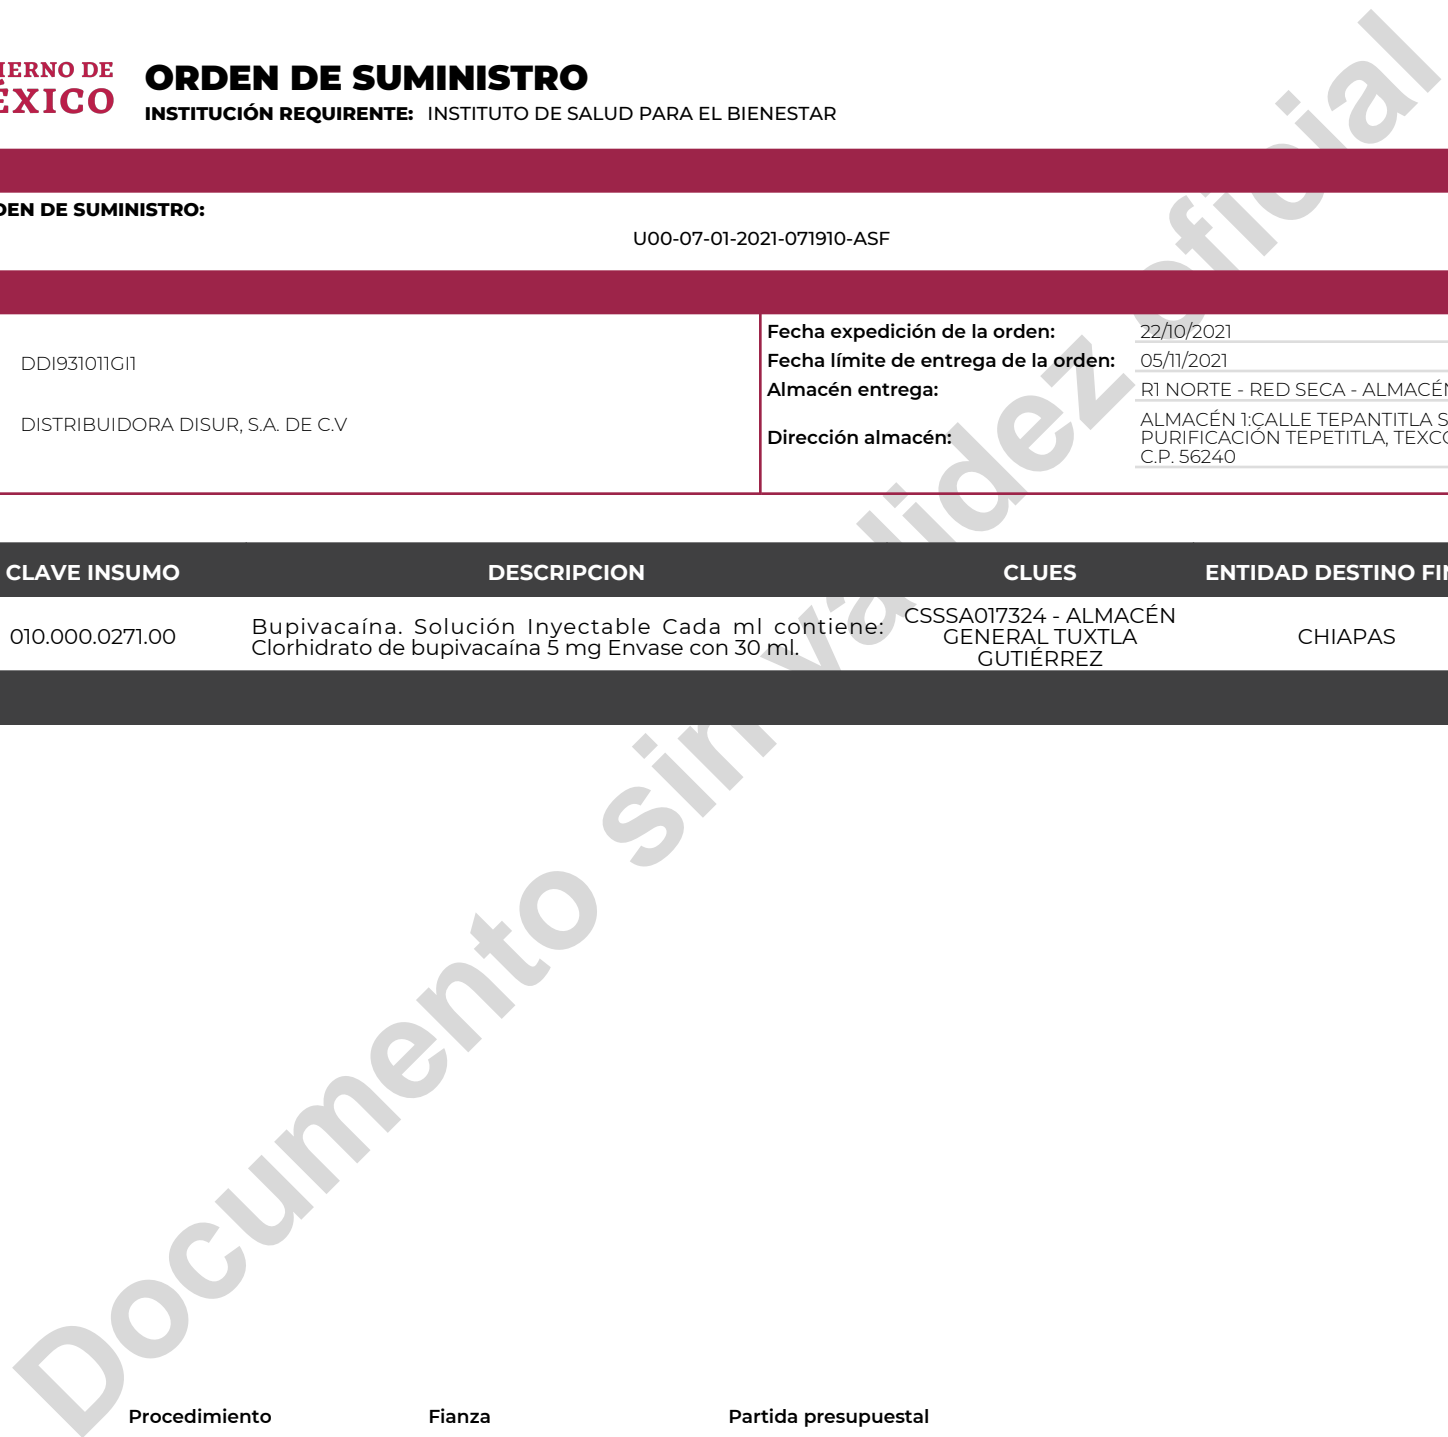 IERNO DE
ÉXICO
ORDEN DE SUMINISTRO
INSTITUCIÓN REQUIRENTE: INSTITUTO DE SALUD PARA EL BIENESTAR
DEN DE SUMINISTRO:
U00-07-01-2021-071910-ASF
DDI931011GI1
DISTRIBUIDORA DISUR, S.A. DE C.V
Fecha expedición de la orden: 22/10/2021
Fecha límite de entrega de la orden: 05/11/2021
Almacén entrega: R1 NORTE - RED SECA - ALMACÉN
Dirección almacén: ALMACÉN 1:CALLE TEPANTITLA S
PURIFICACIÓN TEPETITLA, TEXCO
C.P. 56240
CLAVE INSUMO DESCRIPCION CLUES ENTIDAD DESTINO FIN
010.000.0271.00
Bupivacaína. Solución Inyectable Cada ml contiene:
Clorhidrato de bupivacaína 5 mg Envase con 30 ml.
CSSSA017324 - ALMACÉN
GENERAL TUXTLA
GUTIÉRREZ
CHIAPAS
Documento sin validez oficial
Procedimiento Fianza Partida presupuestal